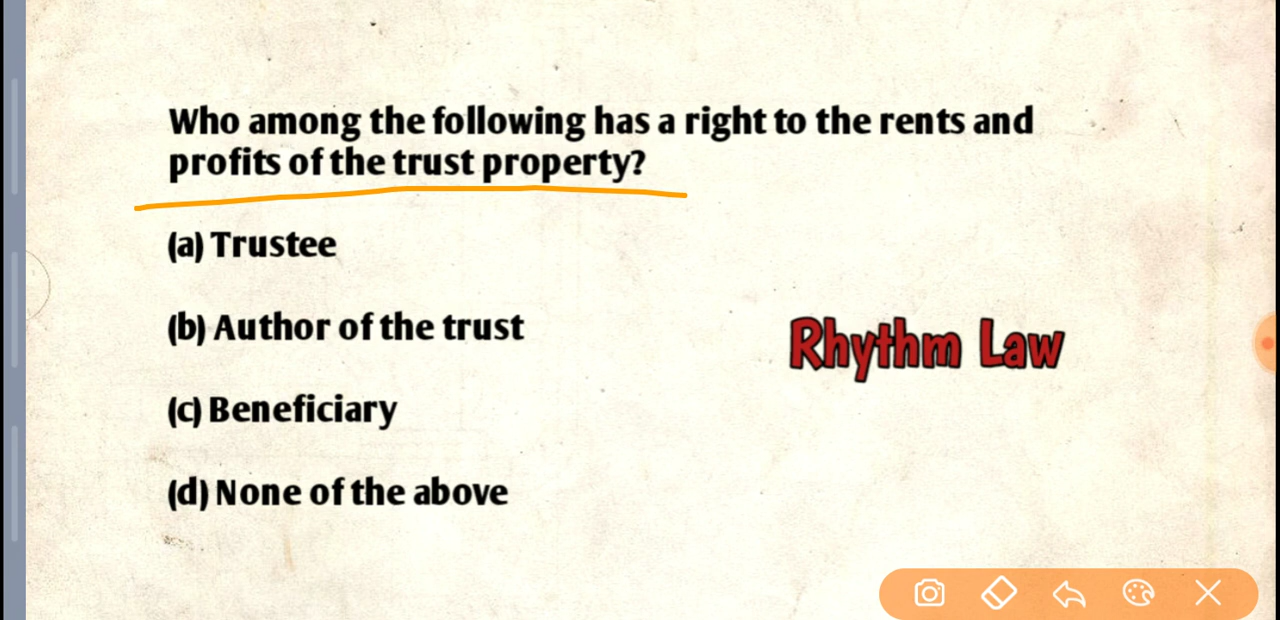 Who among the following has a right to the rents and
profits of the trust property?
(a) Trustee
(b) Author of the trust
(c) Beneficiary
(d) None of the above
Rhythm Law